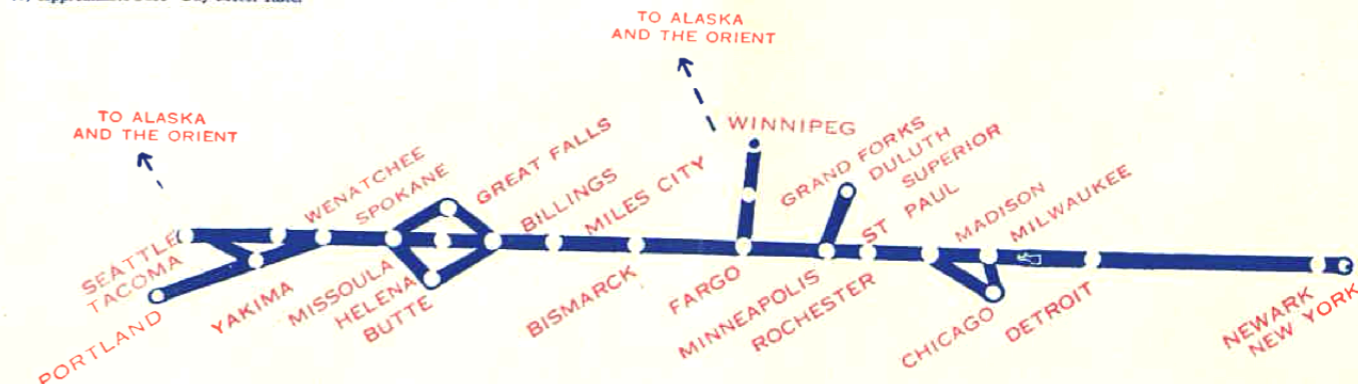 TO ALASKA
AND THE ORIENT
TO ALASKA
AND THE ORIENT
SEATTLE
TACOMA
PORTLAND
YAKIMA
WENATCHEE
SPOKANE
MISSOULA
HELENA
BUTTE
GREAT FALLS
BILLINGS
MILES CITY
BISMARCK
FARGO
WINNIPEG
GRAND FORKS
DULUTH
SUPERIOR
MINNEAPOLIS
ST PAUL
ROCHESTER
MADISON
MILWAUKEE
CHICAGO
DETROIT
NEWARK
NEW YORK